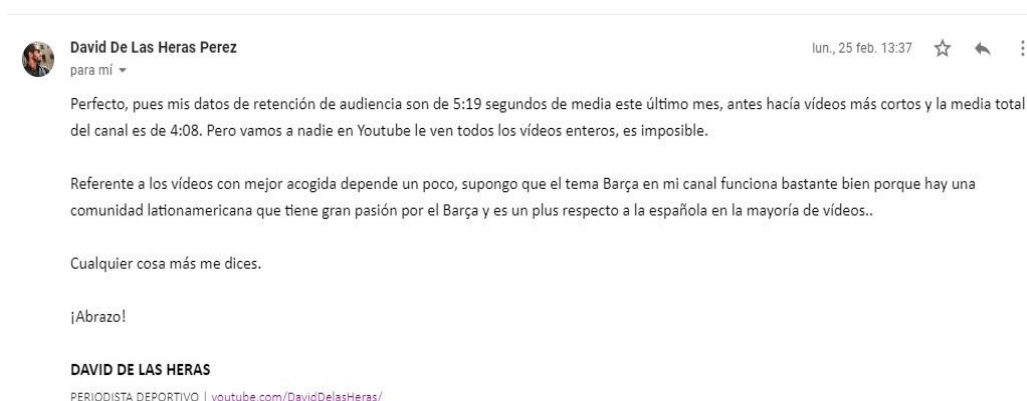 David De Las Heras Perez
lun., 25 feb. 13:37
para mí
Perfecto, pues mis datos de retención de audiencia son de 5:19 segundos de media este último mes, antes hacía vídeos más cortos y la media total
del canal es de 4:08. Pero vamos a nadie en Youtube le ven todos los vídeos enteros, es imposible.
Referente a los vídeos con mejor acogida depende un poco, supongo que el tema Barça en mi canal funciona bastante bien porque hay una
comunidad lationamericana que tiene gran pasión por el Barça y es un plus respecto a la española en la mayoría de vídeos..
Cualquier cosa más me dices.
¡Abrazo!
DAVID DE LAS HERAS
PERIODISTA DEPORTIVO | youtube.com/DavidDelasHeras/